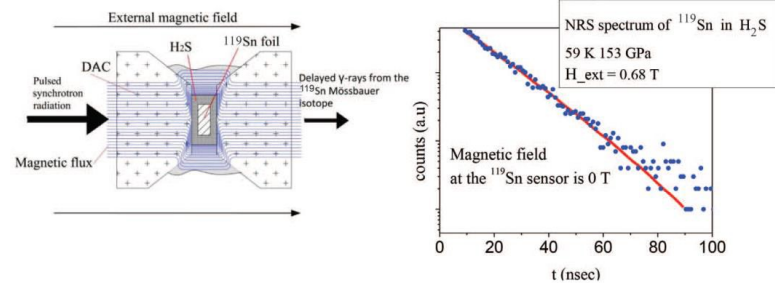 External magnetic field
H₂S
¹¹⁹Sn foil
DAC
Pulsed
synchrotron
radiation
Delayed γ-rays from the
¹¹⁹Sn Mössbauer
isotope
Magnetic flux
NRS spectrum of ¹¹⁹Sn in H₂S
59 K 153 GPa
H_ext = 0.68 T
counts (a.u)
Magnetic field
at the ¹¹⁹Sn sensor is 0 T
0 20 40 60 80 100
t (nsec)